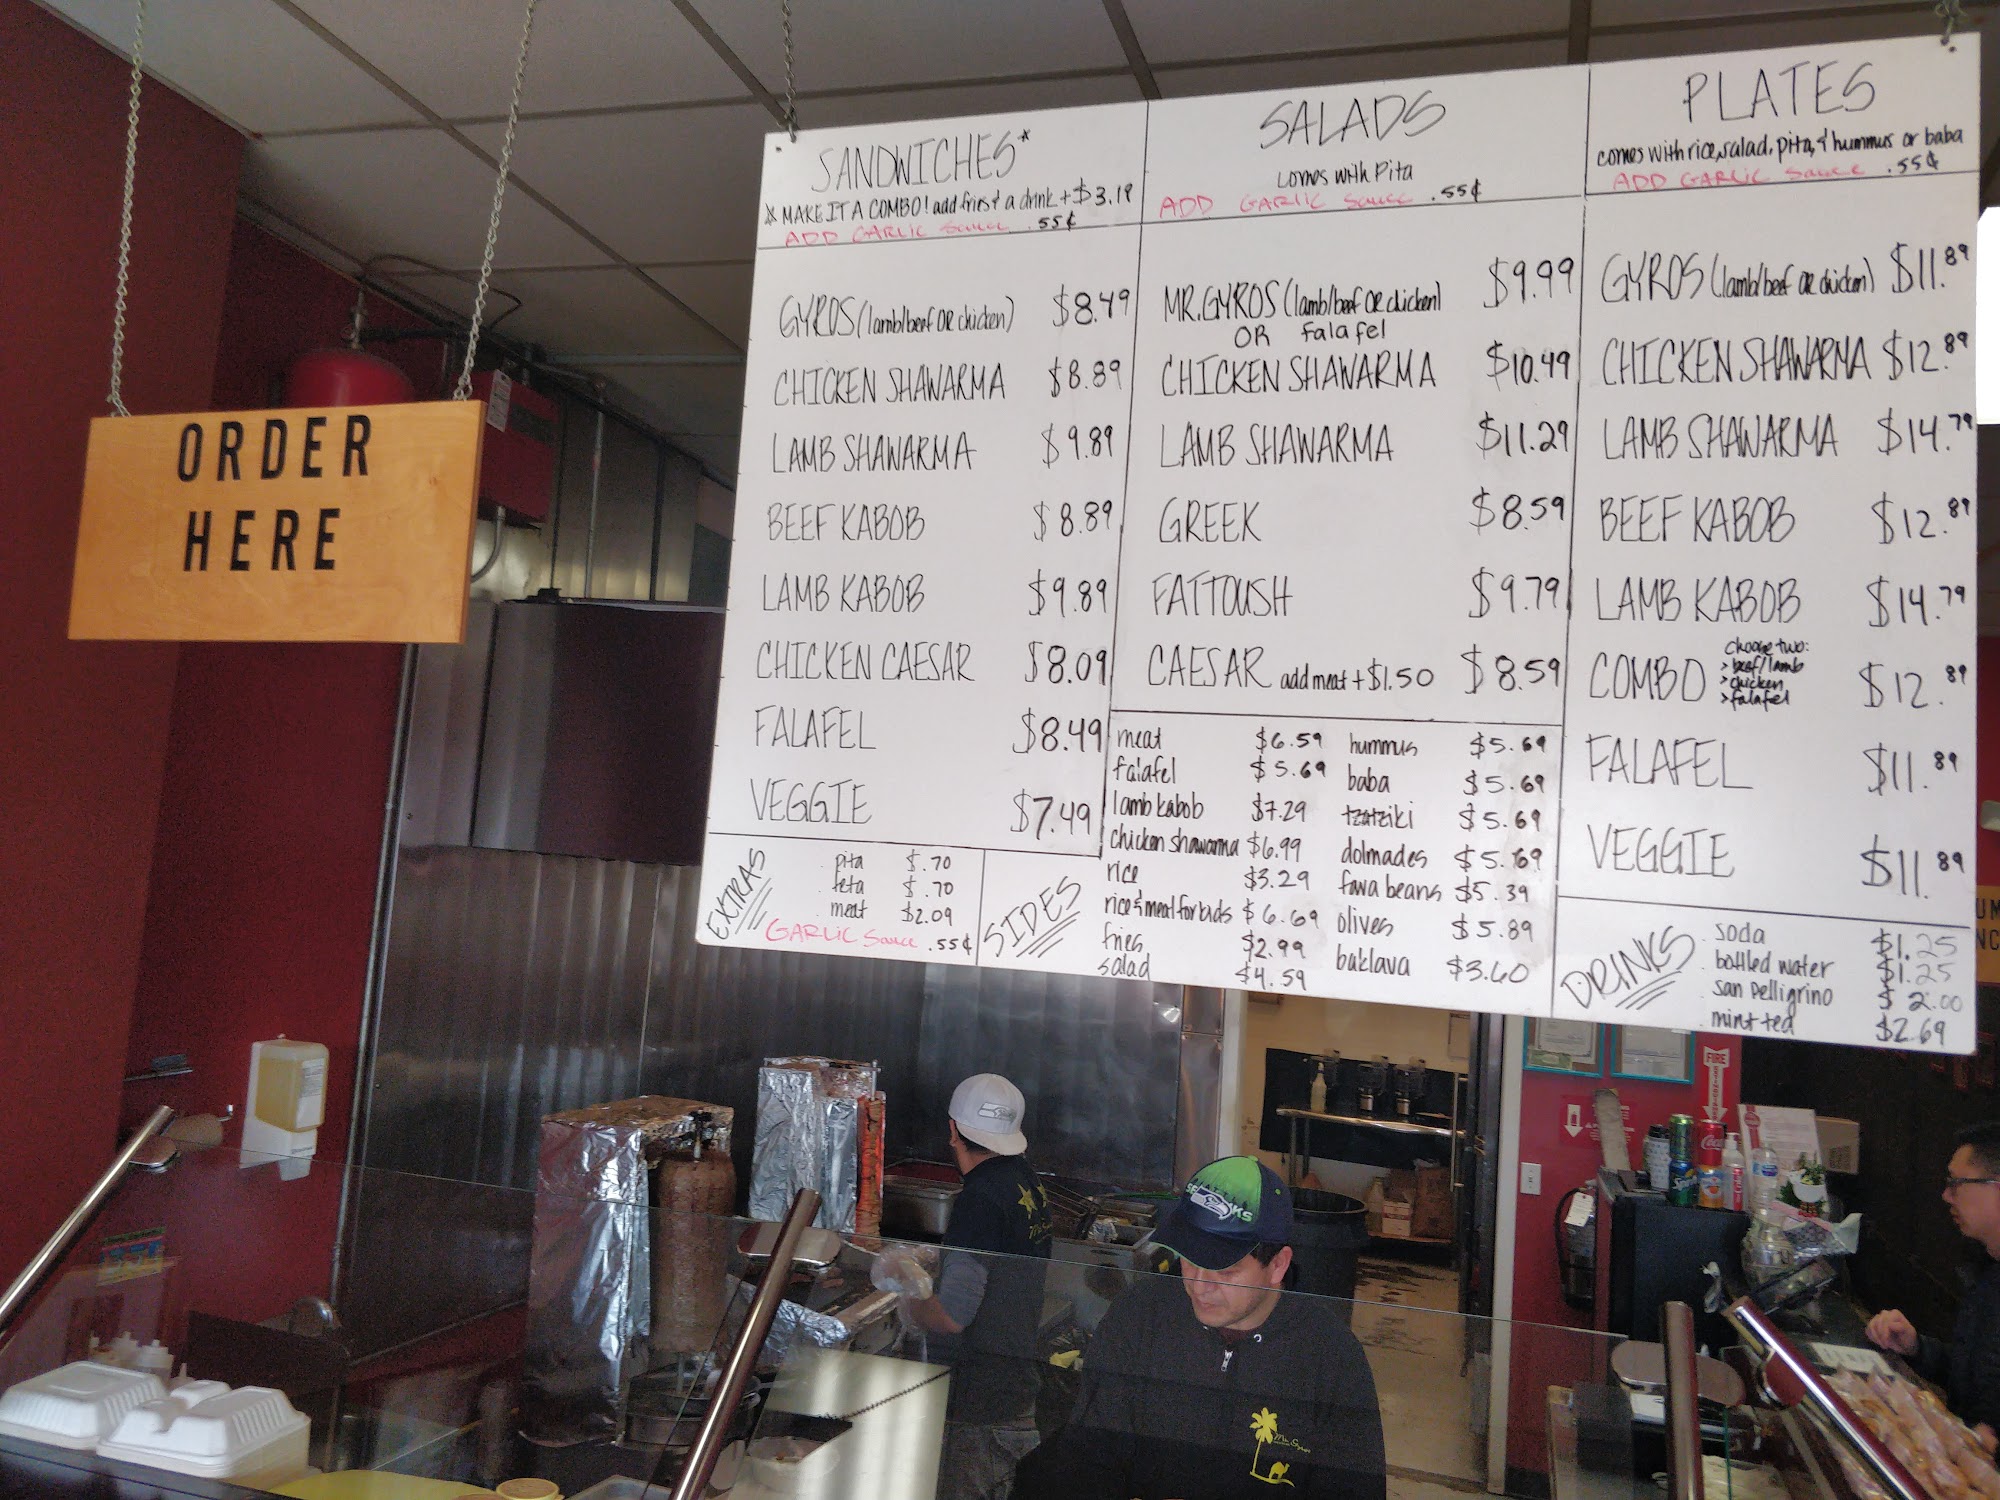 ORDER
HERE
SANDWICHES*
* MAKE IT A COMBO! add fries & a drink + $3.19
ADD GARLIC sauce .55¢
GYROS (lamb/beef OR chicken) $8.49
CHICKEN SHAWARMA $8.89
LAMB SHAWARMA $9.89
BEEF KABOB $8.89
LAMB KABOB $9.89
CHICKEN CAESAR $8.09
FALAFEL $8.49
VEGGIE $7.49
EXTRAS
pita $.70
feta $.70
meat $2.09
GARLIC sauce .55¢
SALADS
comes with Pita
ADD GARLIC sauce .55¢
MR. GYROS (lamb/beef OR chicken) $9.99
OR falafel
CHICKEN SHAWARMA $10.49
LAMB SHAWARMA $11.29
GREEK $8.59
FATTOUSH $9.79
CAESAR add meat + $1.50 $8.59
SIDES
meat $6.59
falafel $5.69
lamb kabob $7.29
chicken shawarma $6.99
rice $3.29
rice & meat for kids $6.69
fries $2.99
salad $4.59
hummus $5.69
baba $5.69
tzatziki $5.69
dolmades $5.69
fava beans $5.39
olives $5.89
baklava $3.60
PLATES
comes with rice, salad, pita, & hummus or baba
ADD GARLIC sauce .55¢
GYROS (lamb/beef OR chicken) $11.89
CHICKEN SHAWARMA $12.89
LAMB SHAWARMA $14.79
BEEF KABOB $12.89
LAMB KABOB $14.79
COMBO choose two: $12.89
> beef/lamb
> chicken
> falafel
FALAFEL $11.89
VEGGIE $11.89
DRINKS
soda $1.25
bottled water $1.25
san pelligrino $2.00
mint tea $2.69
FIRE